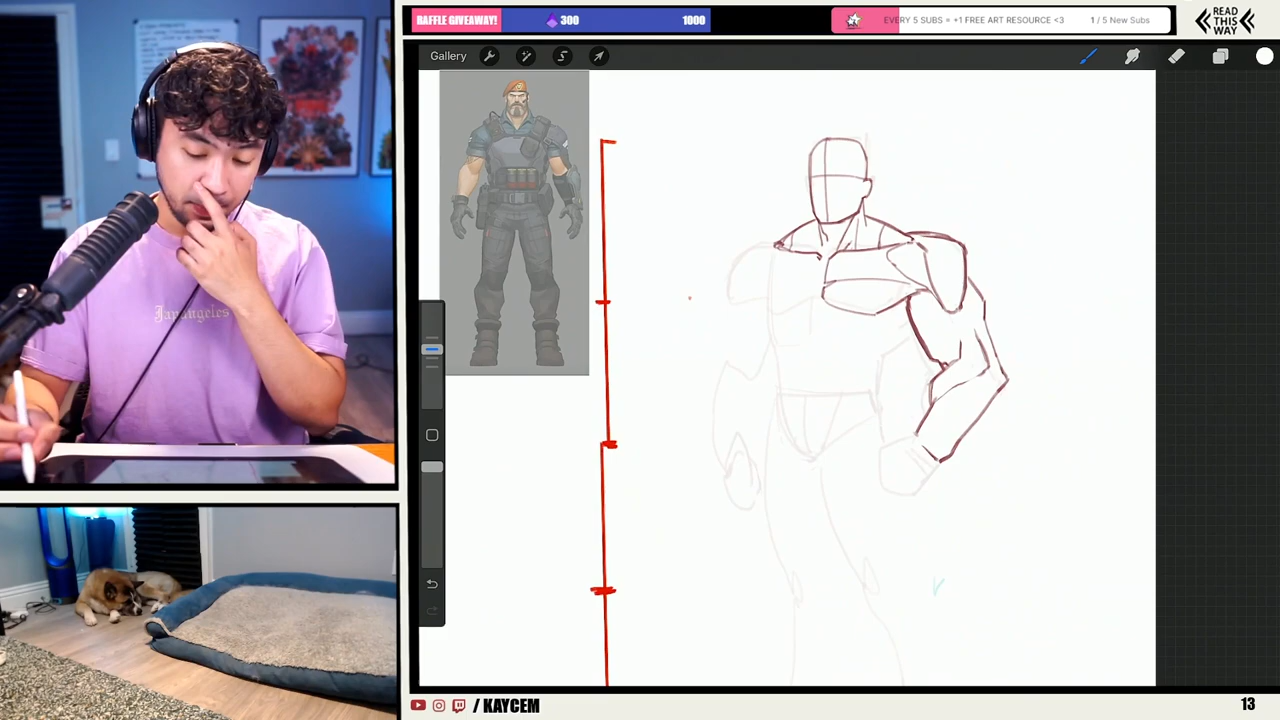 RAFFLE GIVEAWAY! 300 1000
EVERY 5 SUBS = +1 FREE ART RESOURCE <3 1 / 5 New Subs
READ
THIS
WAY
Gallery
Japangeles
/ KAYCEM
13